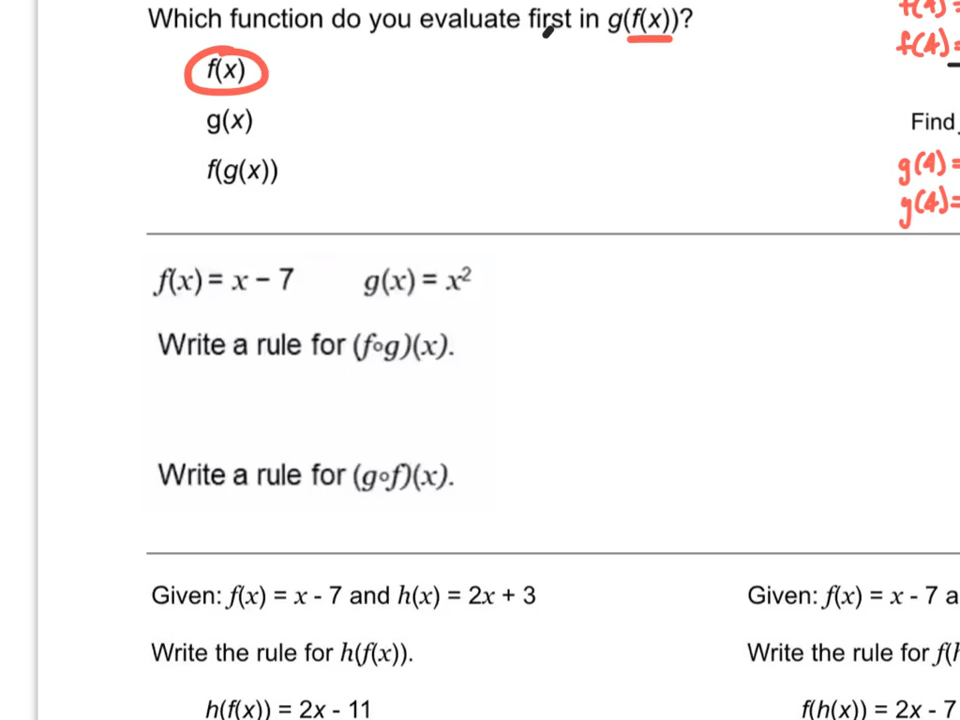 Which function do you evaluate first in g(f(x))?
f(x)
g(x)
f(g(x))
f(4)=
Find
g(4)=
g(4)=
f(x) = x − 7 g(x) = x²
Write a rule for (f∘g)(x).
Write a rule for (g∘f)(x).
Given: f(x) = x - 7 and h(x) = 2x + 3
Write the rule for h(f(x)).
h(f(x)) = 2x - 11
Given: f(x) = x - 7 a
Write the rule for f(h
f(h(x)) = 2x - 7